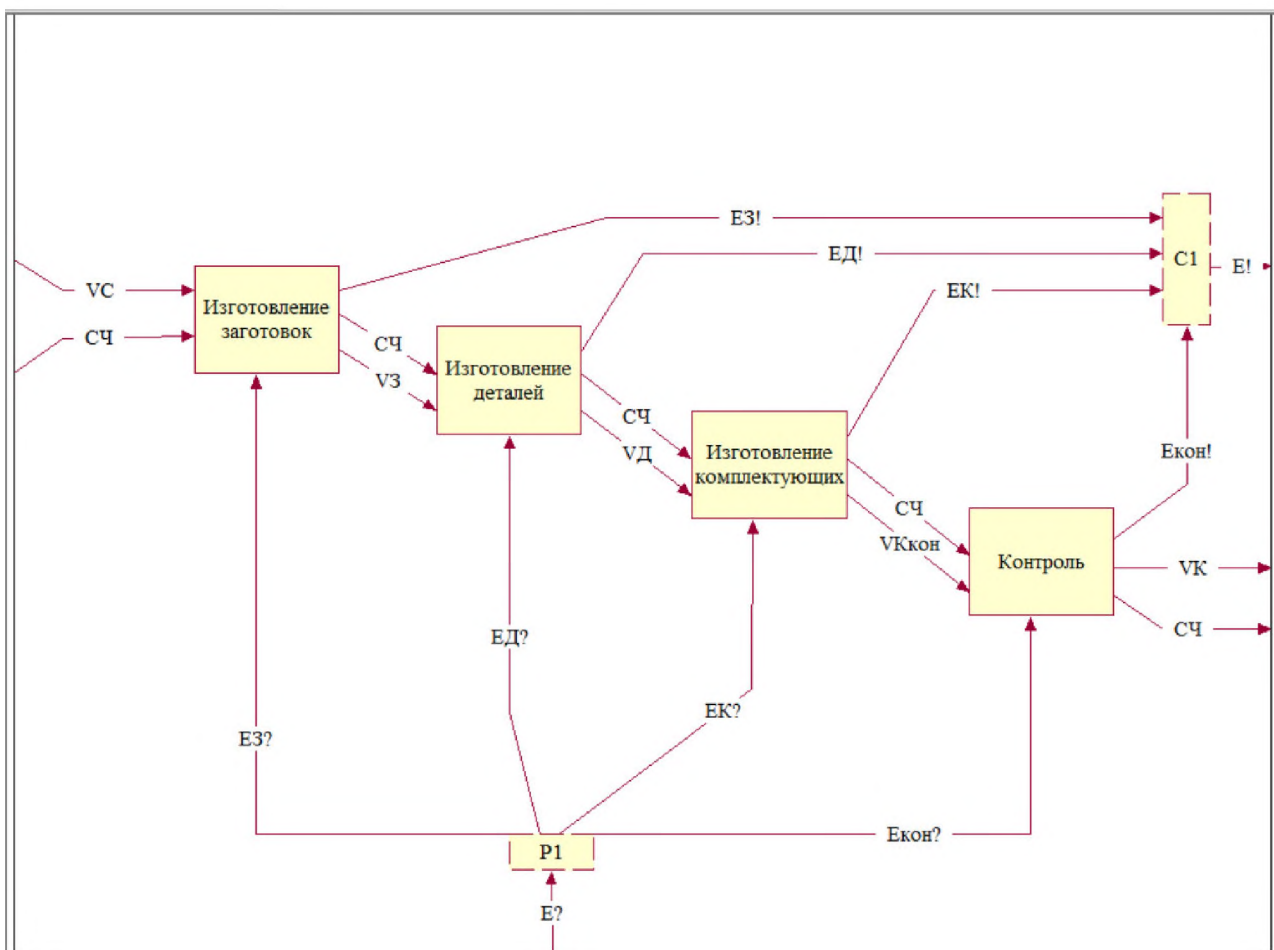 ЕЗ!
ЕД!
С1
Е!
VC
ЕК!
Изготовление
заготовок
СЧ
СЧ
Изготовление
деталей
VЗ
СЧ
VД
Изготовление
комплектующих
Екон!
СЧ
VКкон
Контроль
VК
СЧ
ЕД?
ЕК?
ЕЗ?
Екон?
Р1
Е?